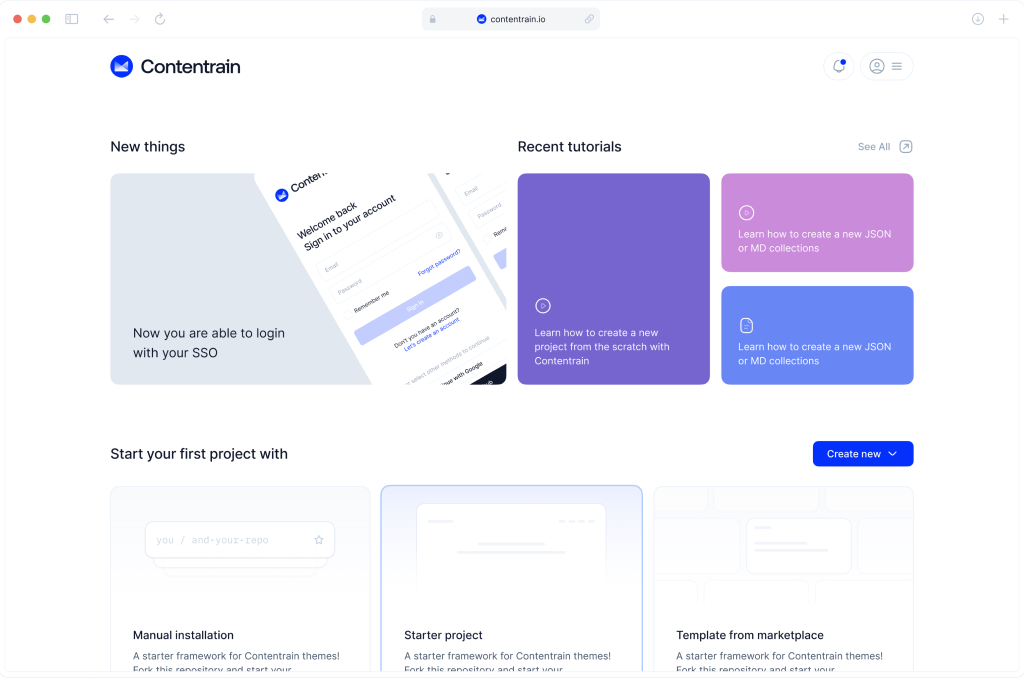 contentrain.io
Contentrain
New things
Recent tutorials
See All
Now you are able to login
with your SSO
Welcome back
Sign in to your account
Email
Password
Remember me
Forgot password?
Sign in
Don't you have an account?
Let's create an account
select other methods to continue
with Google
Email
Password
Learn how to create a new
project from the scratch with
Contentrain
Learn how to create a new JSON
or MD collections
Learn how to create a new JSON
or MD collections
Start your first project with
Create new
you / and-your-repo
Manual installation
A starter framework for Contentrain themes!
Fork this repository and start your
Starter project
A starter framework for Contentrain themes!
Fork this repository and start your
Template from marketplace
A starter framework for Contentrain themes!
Fork this repository and start your